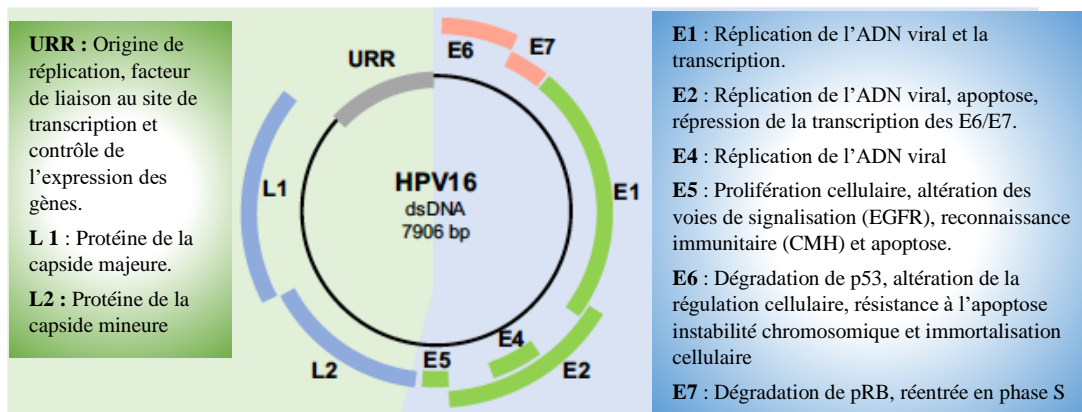 URR : Origine de
réplication, facteur
de liaison au site de
transcription et
contrôle de
l'expression des
gènes.
L 1 : Protéine de la
capside majeure.
L2 : Protéine de la
capside mineure
URR
E6
E7
L1
HPV16
dsDNA
7906 bp
E1
L2
E5
E4
E2
E1 : Réplication de l'ADN viral et la
transcription.
E2 : Réplication de l'ADN viral, apoptose,
répression de la transcription des E6/E7.
E4 : Réplication de l'ADN viral
E5 : Prolifération cellulaire, altération des
voies de signalisation (EGFR), reconnaissance
immunitaire (CMH) et apoptose.
E6 : Dégradation de p53, altération de la
régulation cellulaire, résistance à l'apoptose
instabilité chromosomique et immortalisation
cellulaire
E7 : Dégradation de pRB, réentrée en phase S